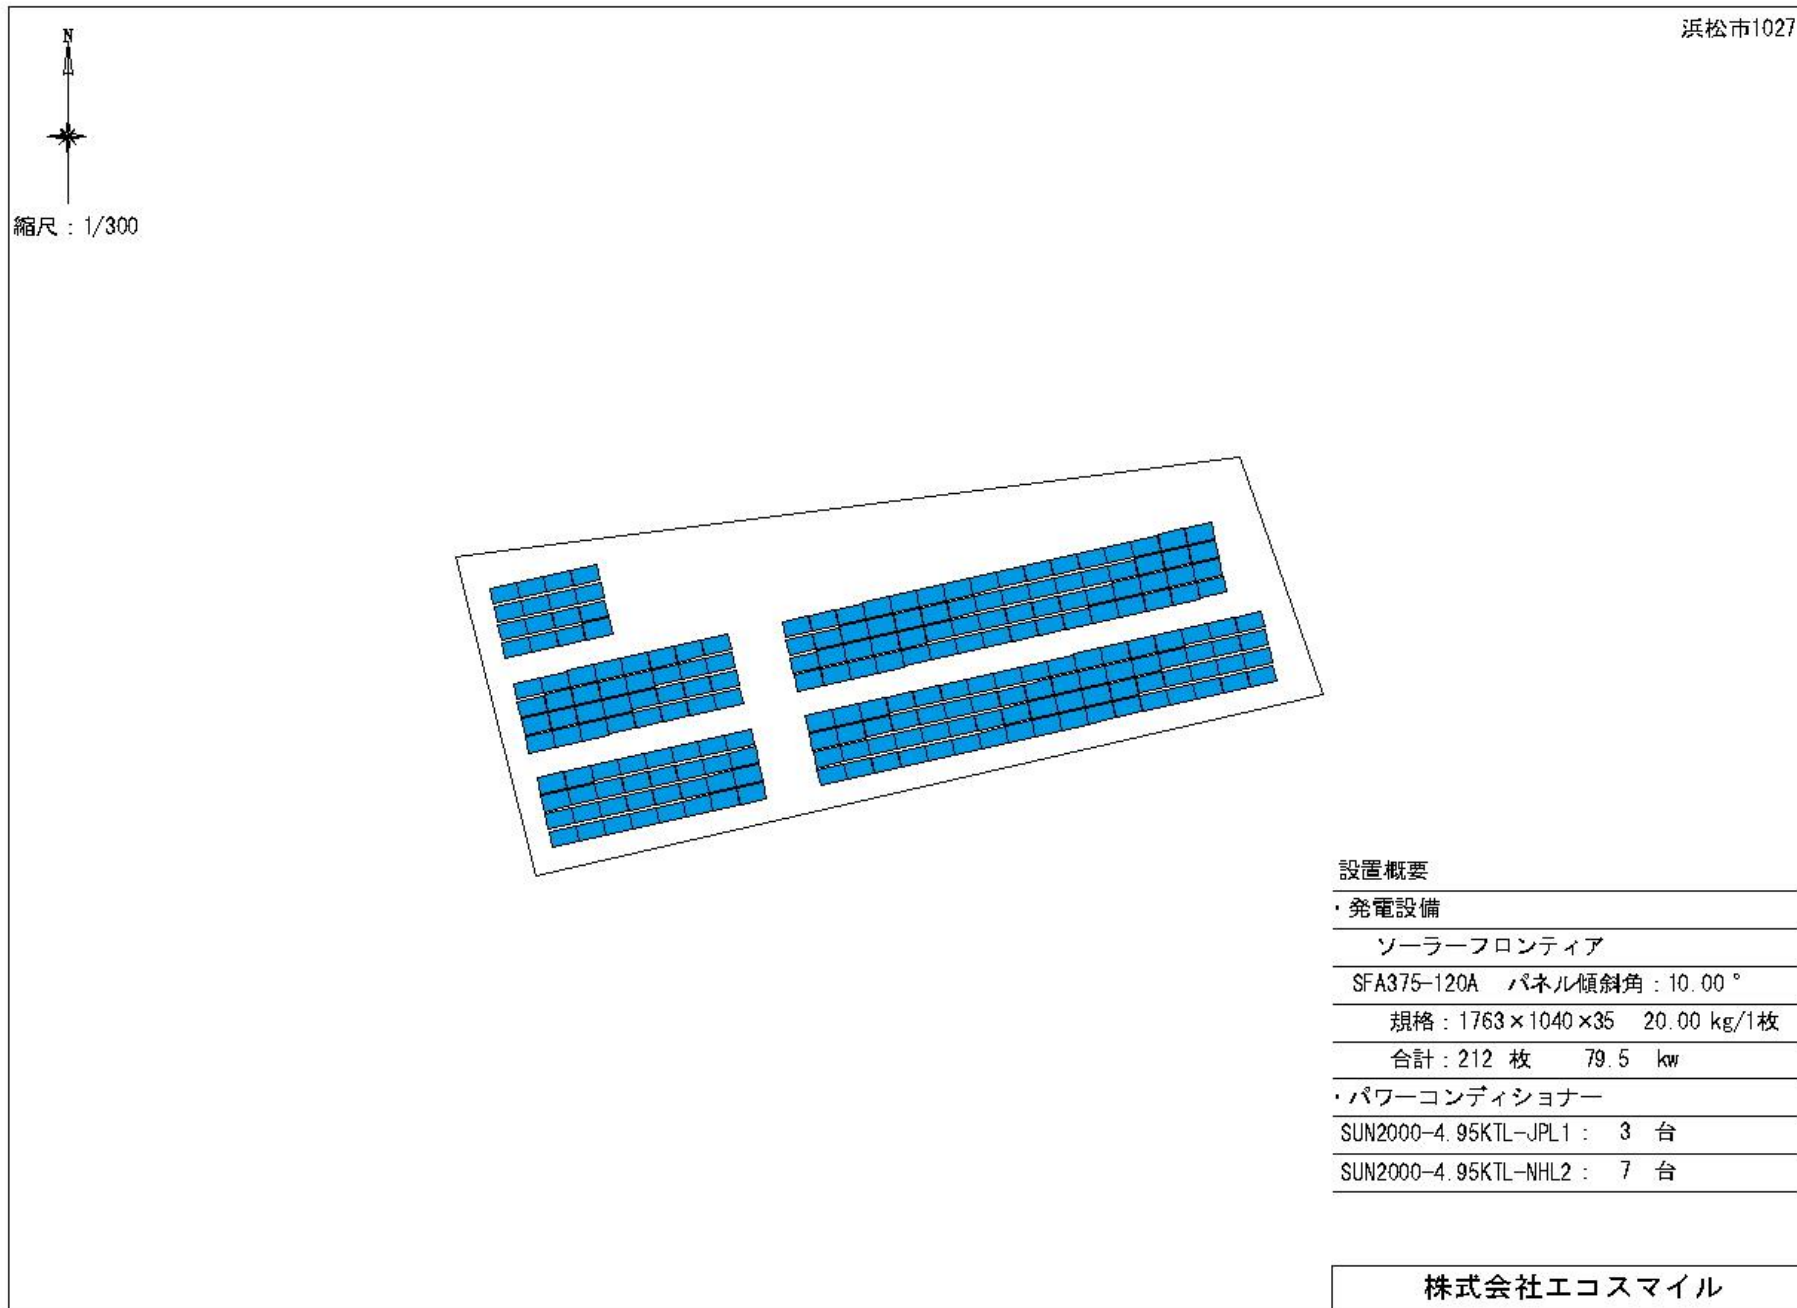 浜松市1027
N
縮尺：1/300
設置概要
・発電設備
ソーラーフロンティア
SFA375-120A パネル傾斜角：10.00°
規格：1763×1040×35 20.00 kg/1枚
合計：212 枚 79.5 kw
・パワーコンディショナー
SUN2000-4.95KTL-JPL1： 3 台
SUN2000-4.95KTL-NHL2： 7 台
株式会社エコスマイル